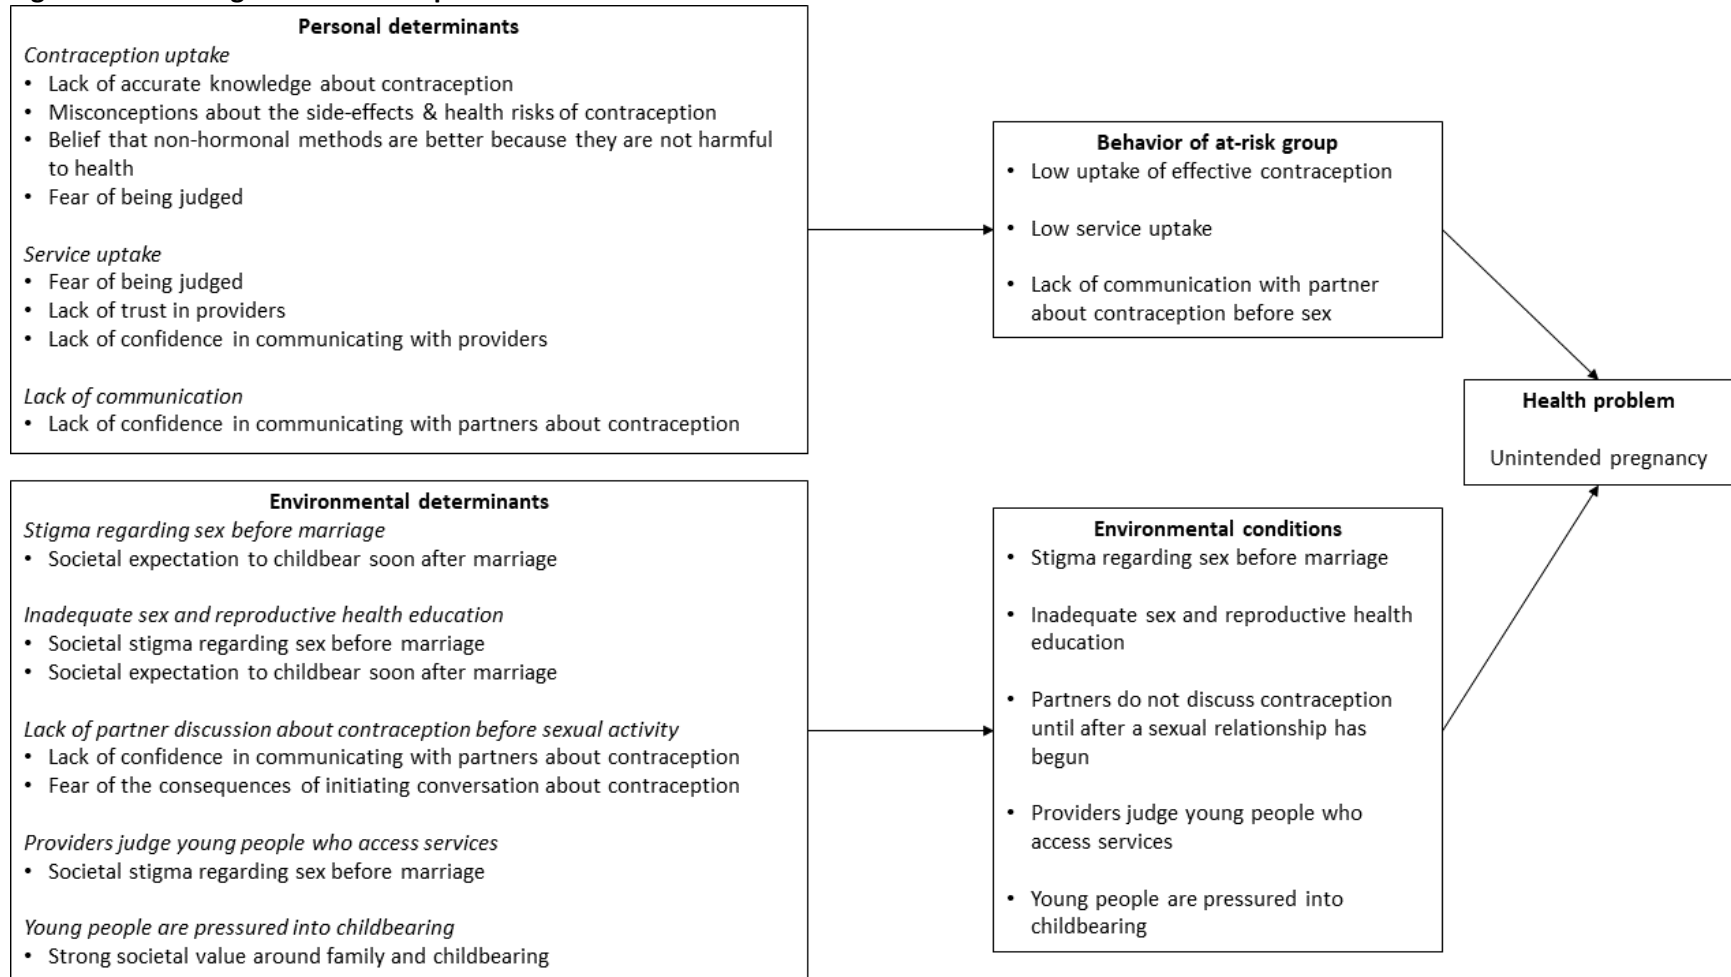 Personal determinants
Contraception uptake
• Lack of accurate knowledge about contraception
• Misconceptions about the side-effects & health risks of contraception
• Belief that non-hormonal methods are better because they are not harmful
to health
• Fear of being judged
Service uptake
• Fear of being judged
• Lack of trust in providers
• Lack of confidence in communicating with providers
Lack of communication
• Lack of confidence in communicating with partners about contraception
Behavior of at-risk group
• Low uptake of effective contraception
• Low service uptake
• Lack of communication with partner
about contraception before sex
Health problem
Unintended pregnancy
Environmental determinants
Stigma regarding sex before marriage
• Societal expectation to childbear soon after marriage
Inadequate sex and reproductive health education
• Societal stigma regarding sex before marriage
• Societal expectation to childbear soon after marriage
Lack of partner discussion about contraception before sexual activity
• Lack of confidence in communicating with partners about contraception
• Fear of the consequences of initiating conversation about contraception
Providers judge young people who access services
• Societal stigma regarding sex before marriage
Young people are pressured into childbearing
• Strong societal value around family and childbearing
Environmental conditions
• Stigma regarding sex before marriage
• Inadequate sex and reproductive health
education
• Partners do not discuss contraception
until after a sexual relationship has
begun
• Providers judge young people who
access services
• Young people are pressured into
childbearing